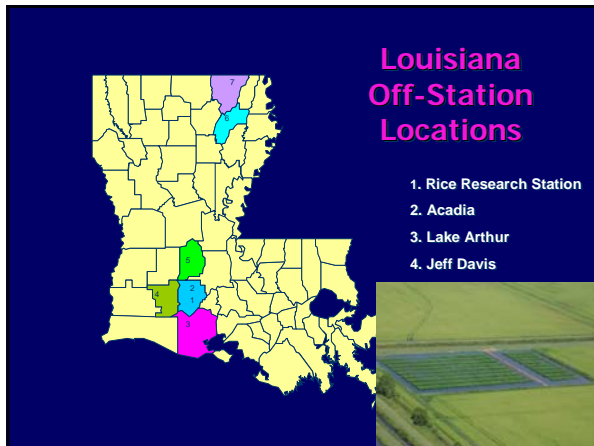 Louisiana
Off-Station
Locations
1. Rice Research Station
2. Acadia
3. Lake Arthur
4. Jeff Davis
7
6
5
4
2
1
3